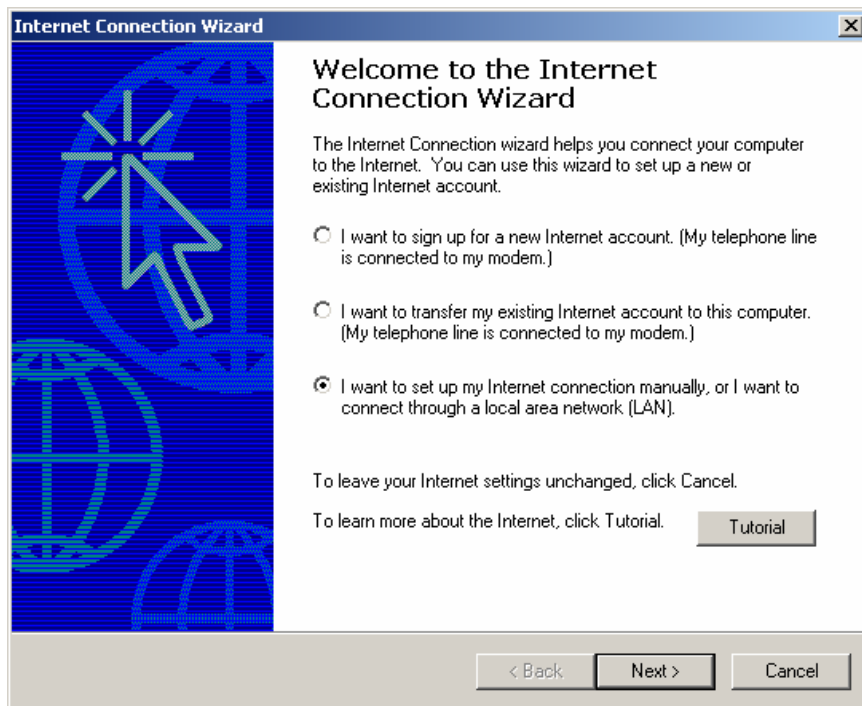 Internet Connection Wizard
Welcome to the Internet
Connection Wizard
The Internet Connection wizard helps you connect your computer
to the Internet.  You can use this wizard to set up a new or
existing Internet account.
I want to sign up for a new Internet account. (My telephone line
is connected to my modem.)
I want to transfer my existing Internet account to this computer.
(My telephone line is connected to my modem.)
I want to set up my Internet connection manually, or I want to
connect through a local area network (LAN).
To leave your Internet settings unchanged, click Cancel.
To learn more about the Internet, click Tutorial.
Tutorial
< Back
Next >
Cancel